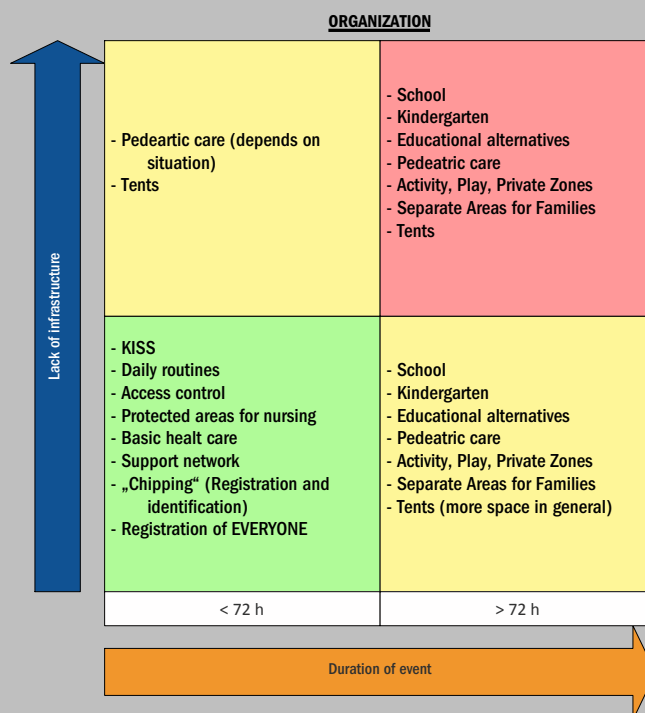 ORGANIZATION
Lack of infrastructure
- Pedeartic care (depends on
situation)
- Tents
- School
- Kindergarten
- Educational alternatives
- Pedeatric care
- Activity, Play, Private Zones
- Separate Areas for Families
- Tents
- KISS
- Daily routines
- Access control
- Protected areas for nursing
- Basic healt care
- Support network
- „Chipping“ (Registration and
identification)
- Registration of EVERYONE
- School
- Kindergarten
- Educational alternatives
- Pedeatric care
- Activity, Play, Private Zones
- Separate Areas for Families
- Tents (more space in general)
< 72 h
> 72 h
Duration of event